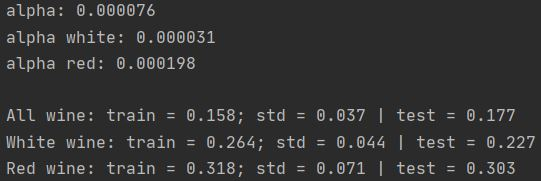 alpha: 0.000076
alpha white: 0.000031
alpha red: 0.000198
All wine: train = 0.158; std = 0.037 | test = 0.177
White wine: train = 0.264; std = 0.044 | test = 0.227
Red wine: train = 0.318; std = 0.071 | test = 0.303